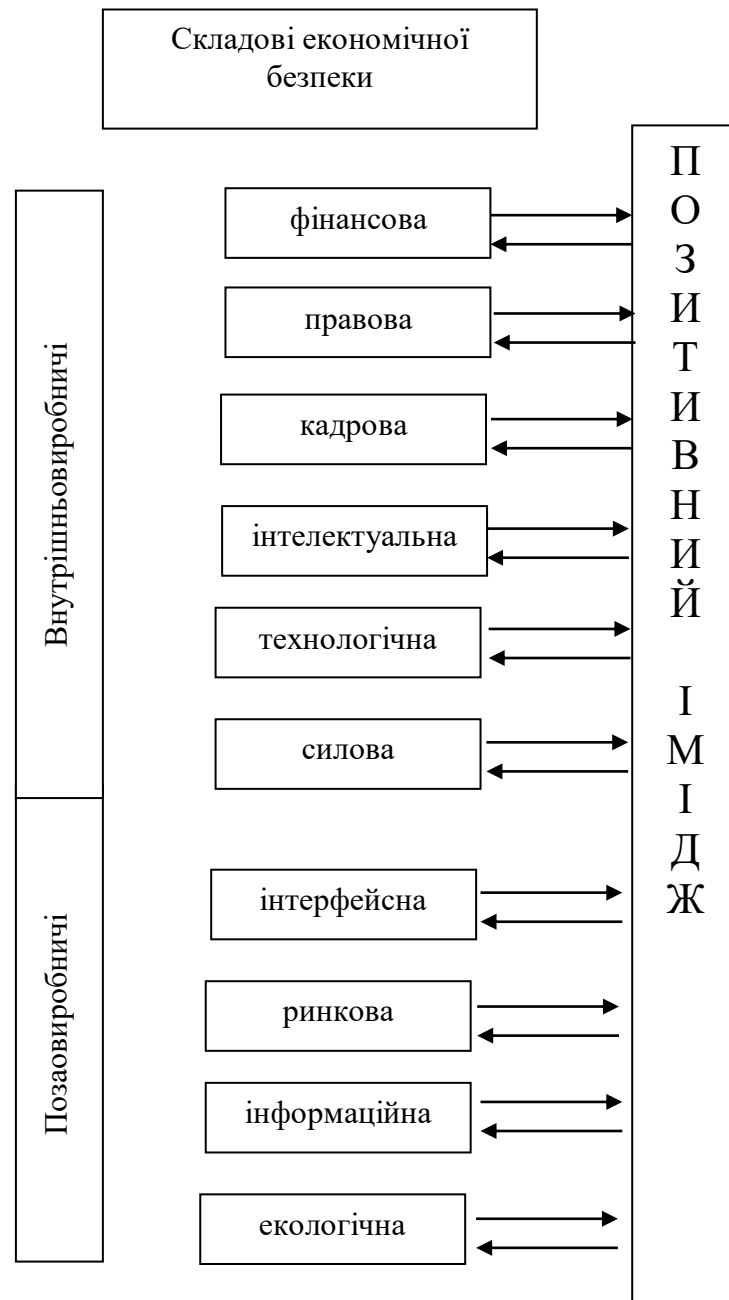 Складові економічної
безпеки
Внутрішньовиробничі
фінансова
правова
кадрова
інтелектуальна
технологічна
силова
Позаовиробничі
інтерфейсна
ринкова
інформаційна
екологічна
ПОЗИТИВНИЙ ІМІДЖ